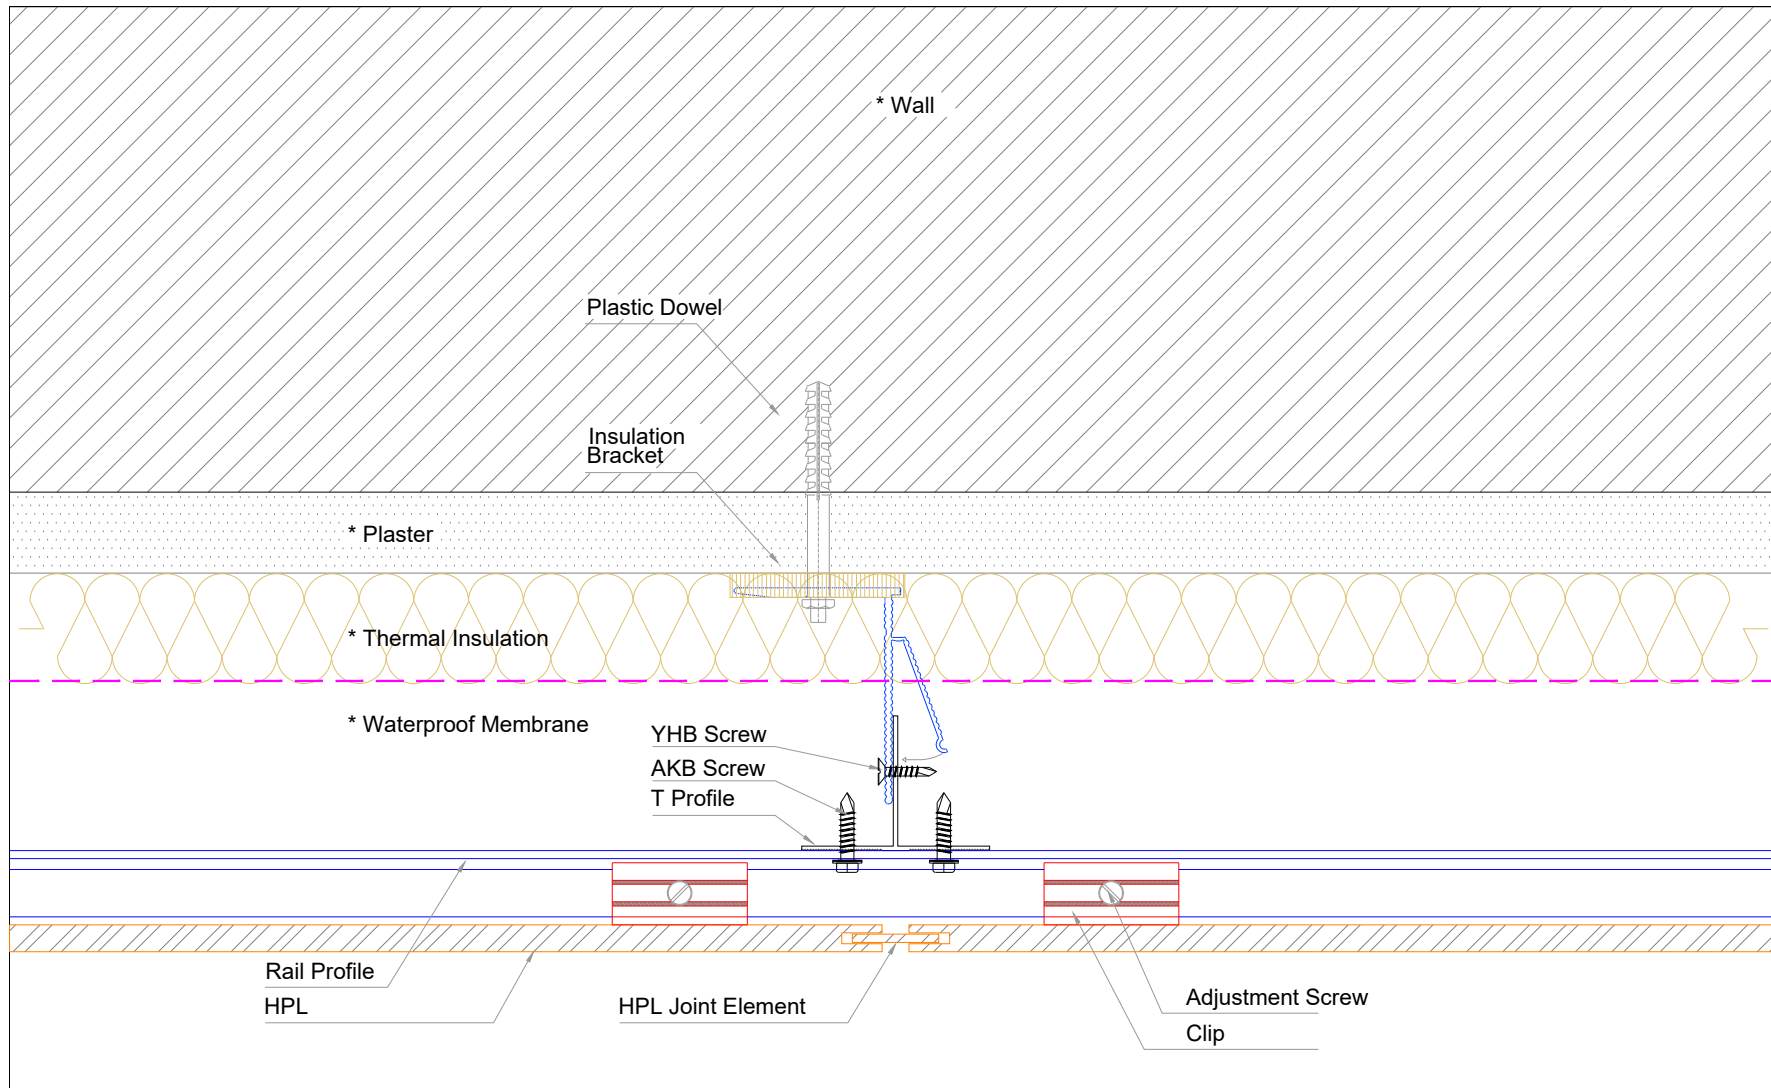 * Wall
Plastic Dowel
Insulation
Bracket
* Plaster
* Thermal Insulation
* Waterproof Membrane
YHB Screw
AKB Screw
T Profile
Rail Profile
HPL
HPL Joint Element
Adjustment Screw
Clip